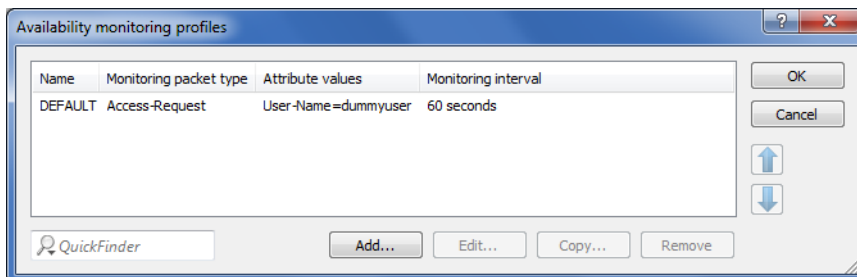 Availability monitoring profiles
Name Monitoring packet type Attribute values Monitoring interval
DEFAULT Access-Request User-Name=dummyuser 60 seconds
OK
Cancel
QuickFinder
Add... Edit... Copy... Remove